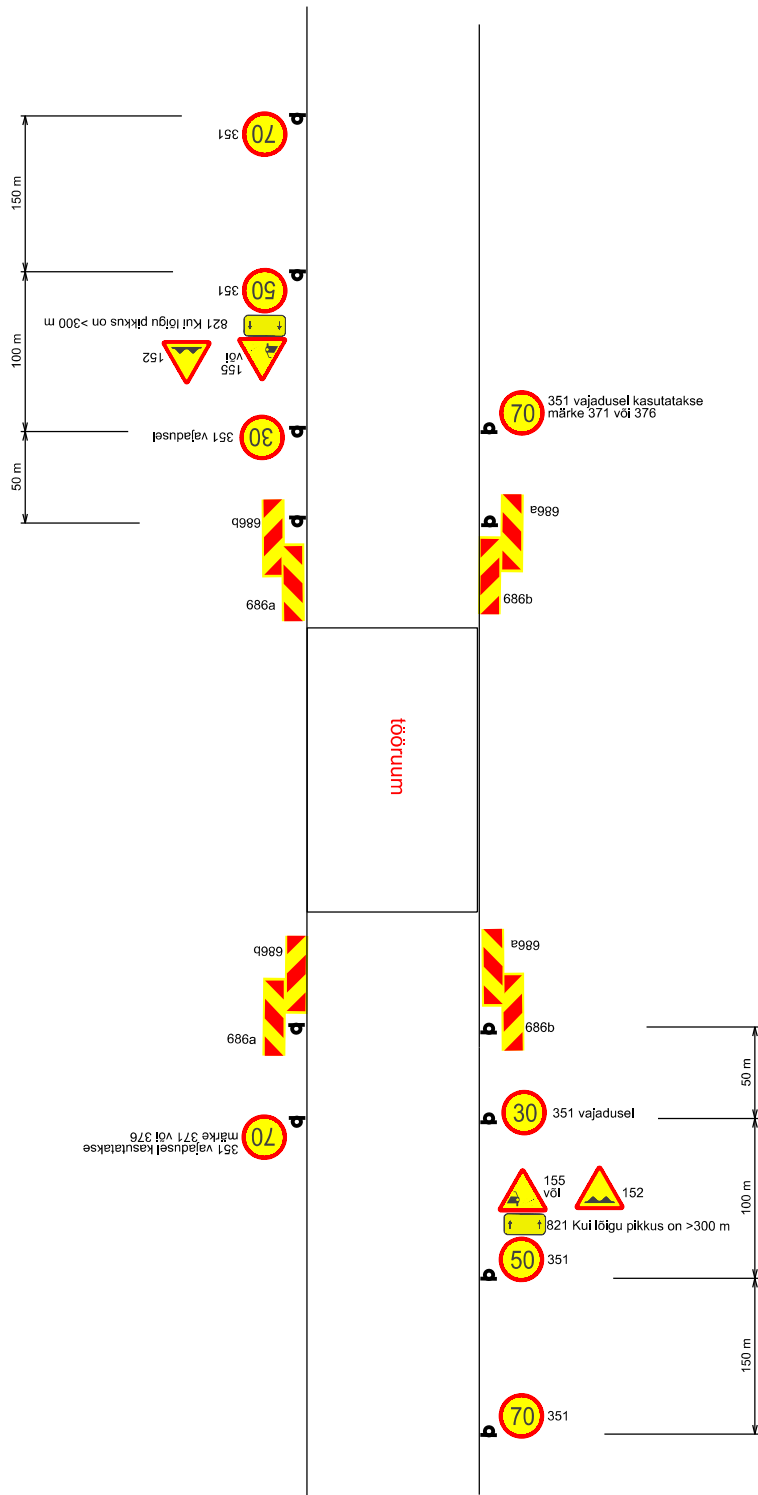 150 m
70
351
50
351
821 Kui lõigu pikkus on >300 m
100 m
152
155
või
30
351 vajadusel
70
351 vajadusel kasutatakse
märke 371 või 376
50 m
686b
686a
686a
686b
tööruum
686b
686a
686a
686b
50 m
70
351 vajadusel kasutatakse
märke 371 või 376
30
351 vajadusel
155
või
152
100 m
821 Kui lõigu pikkus on >300 m
50
351
150 m
70
351